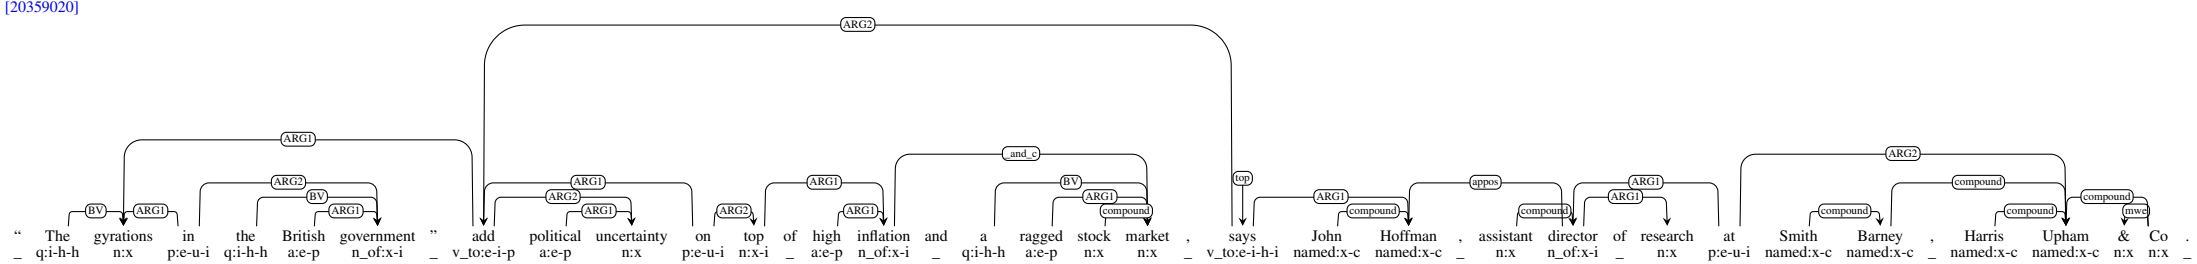 [20359020]
ARG2
ARG1 _and_c ARG2
ARG2 ARG1 ARG1 BV top appos ARG1 compound
BV ARG2 ARG1 ARG1 ARG1 compound
BV ARG1 ARG1 ARG1 ARG2 ARG1 compound compound compound compound compound mwe
“ The gyrations in the British government ” add political uncertainty on top of high inflation and a ragged stock market , says John Hoffman , assistant director of research at Smith Barney , Harris Upham & Co .
_ q:i-h-h n:x p:e-u-i q:i-h-h a:e-p n_of:x-i _ v_to:e-i-p a:e-p n:x p:e-u-i n:x-i _ a:e-p n_of:x-i _ q:i-h-h a:e-p n:x n:x _ v_to:e-i-h-i named:x-c named:x-c _ n:x n_of:x-i _ n:x p:e-u-i named:x-c named:x-c _ named:x-c named:x-c n:x n:x _